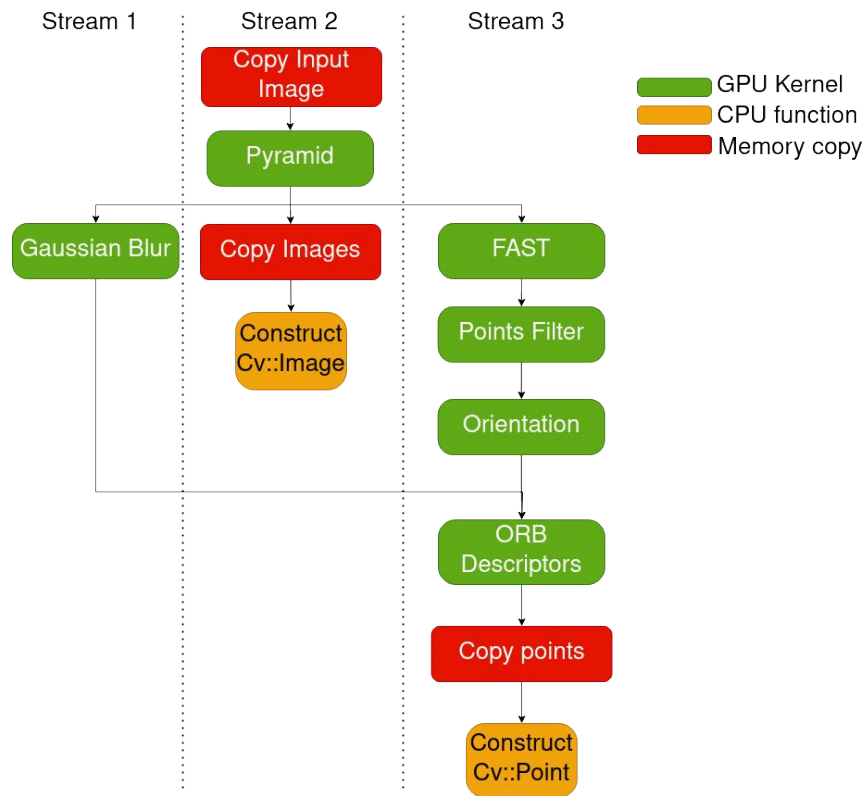 Stream 1
Stream 2
Stream 3
Copy Input
Image
GPU Kernel
CPU function
Memory copy
Pyramid
Gaussian Blur
Copy Images
FAST
Construct
Cv::Image
Points Filter
Orientation
ORB
Descriptors
Copy points
Construct
Cv::Point